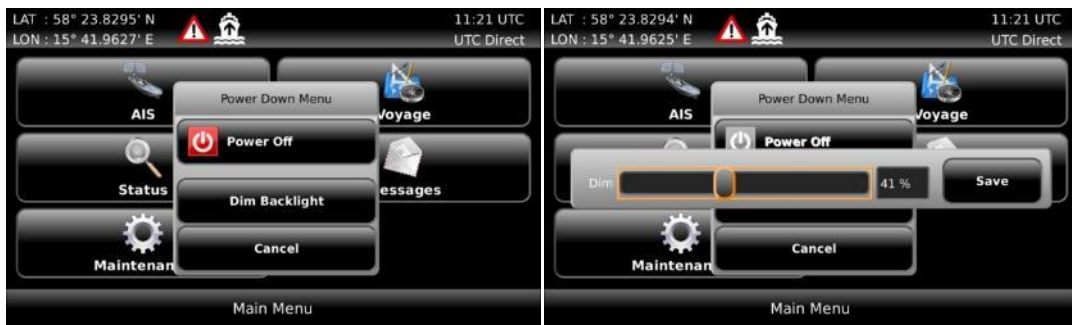 LAT : 58° 23.8295' N
LON : 15° 41.9627' E
11:21 UTC
UTC Direct
Power Down Menu
AIS
Voyage
Power Off
Status
essages
Dim Backlight
Cancel
Maintenan
Main Menu
LAT : 58° 23.8294' N
LON : 15° 41.9625' E
11:21 UTC
UTC Direct
Power Down Menu
AIS
Voyage
Power Off
Dim
41 %
Save
Cancel
Maintenan
Main Menu